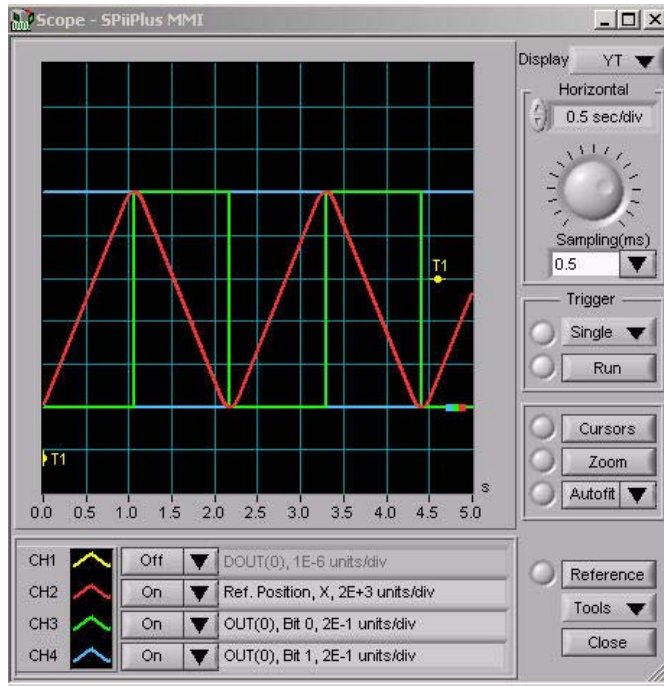 Scope - SPiiPlus MMI
Display YT
Horizontal
0.5 sec/div
Sampling(ms)
0.5
Trigger
Single
Run
Cursors
Zoom
Autofit
T1
T1
s
0.0 0.5 1.0 1.5 2.0 2.5 3.0 3.5 4.0 4.5 5.0
CH1 Off DOUT(0), 1E-6 units/div
CH2 On Ref. Position, X, 2E+3 units/div
CH3 On OUT(0), Bit 0, 2E-1 units/div
CH4 On OUT(0), Bit 1, 2E-1 units/div
Reference
Tools
Close